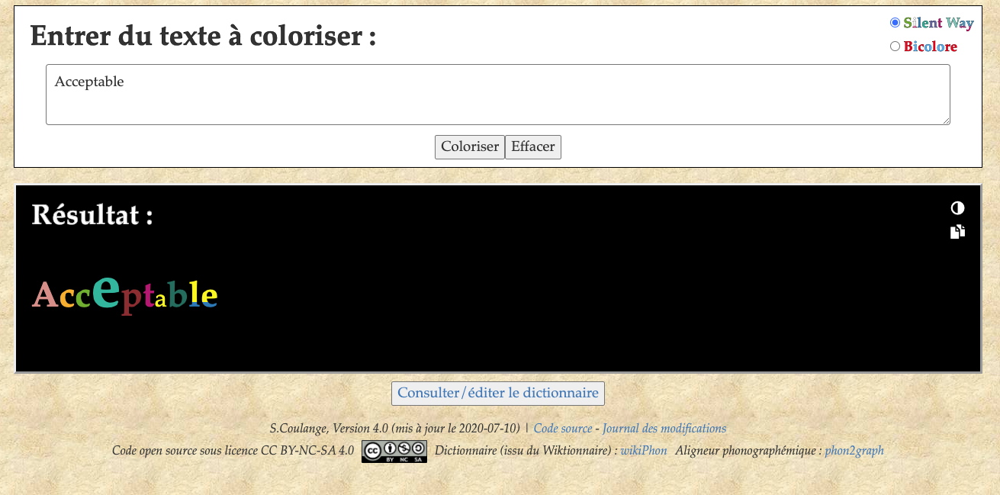 Entrer du texte à coloriser :
Silent Way
Bicolore
Acceptable
Coloriser Effacer
Résultat :
Acceptable
Consulter/éditer le dictionnaire
S.Coulange, Version 4.0 (mis à jour le 2020-07-10) | Code source - Journal des modifications
Code open source sous licence CC BY-NC-SA 4.0 cc BY NC SA Dictionnaire (issu du Wiktionnaire) : wikiPhon Aligneur phonographémique : phon2graph